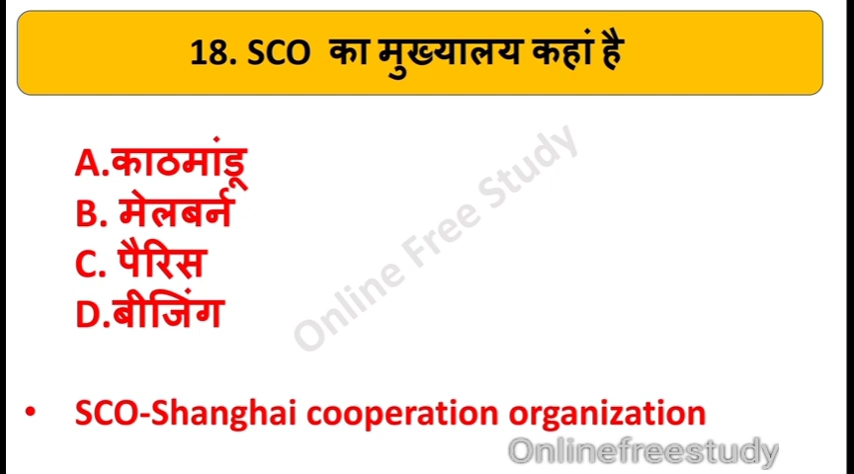 18. SCO का मुख्यालय कहां है
A.काठमांडू
B. मेलबर्न
C. पैरिस
D.बीजिंग
Online Free Study
• SCO-Shanghai cooperation organization
Onlinefreestudy